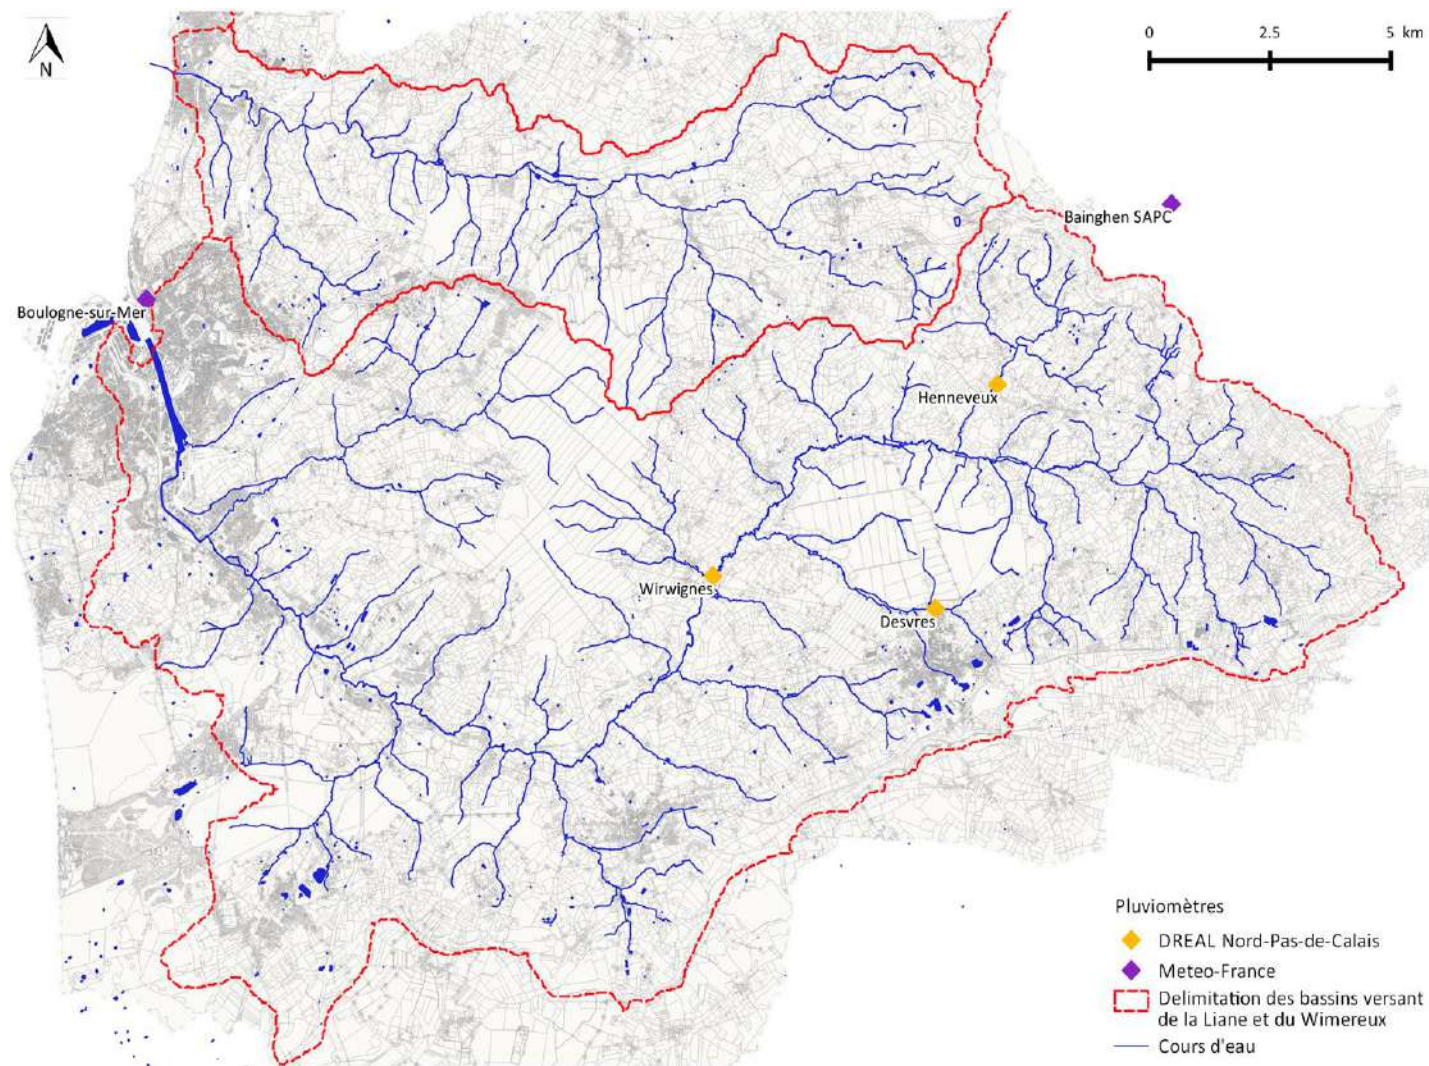 N
0 2.5 5 km
Bainghen SAPC
Boulogne-sur-Mer
Henneveux
Wirwignes
Desvres
Pluviomètres
DREAL Nord-Pas-de-Calais
Meteo-France
Delimitation des bassins versant
de la Liane et du Wimereux
Cours d'eau